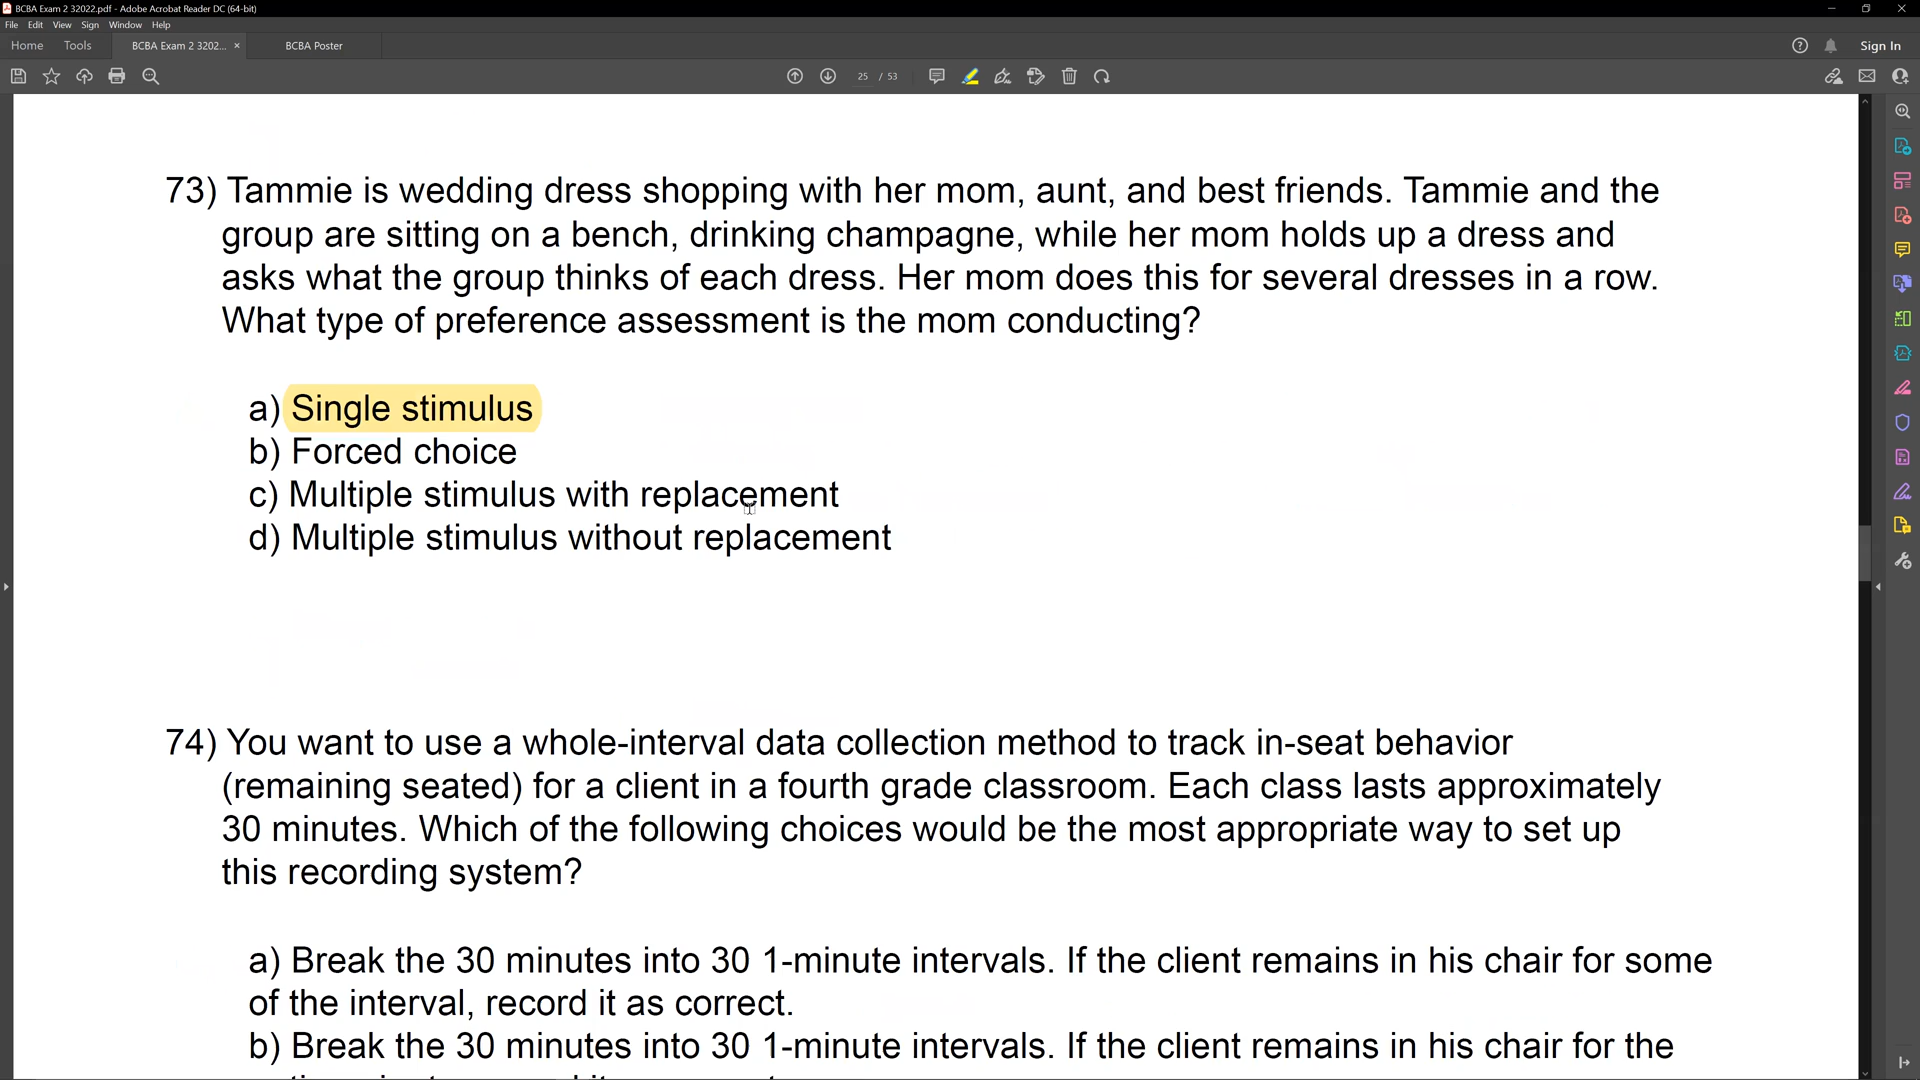 BCBA Exam 2 32022.pdf - Adobe Acrobat Reader DC (64-bit)
File Edit View Sign Window Help
Home Tools BCBA Exam 2 3202... × BCBA Poster Sign In
25 / 53
73) Tammie is wedding dress shopping with her mom, aunt, and best friends. Tammie and the
group are sitting on a bench, drinking champagne, while her mom holds up a dress and
asks what the group thinks of each dress. Her mom does this for several dresses in a row.
What type of preference assessment is the mom conducting?
a) Single stimulus
b) Forced choice
c) Multiple stimulus with replacement
d) Multiple stimulus without replacement
74) You want to use a whole-interval data collection method to track in-seat behavior
(remaining seated) for a client in a fourth grade classroom. Each class lasts approximately
30 minutes. Which of the following choices would be the most appropriate way to set up
this recording system?
a) Break the 30 minutes into 30 1-minute intervals. If the client remains in his chair for some
of the interval, record it as correct.
b) Break the 30 minutes into 30 1-minute intervals. If the client remains in his chair for the